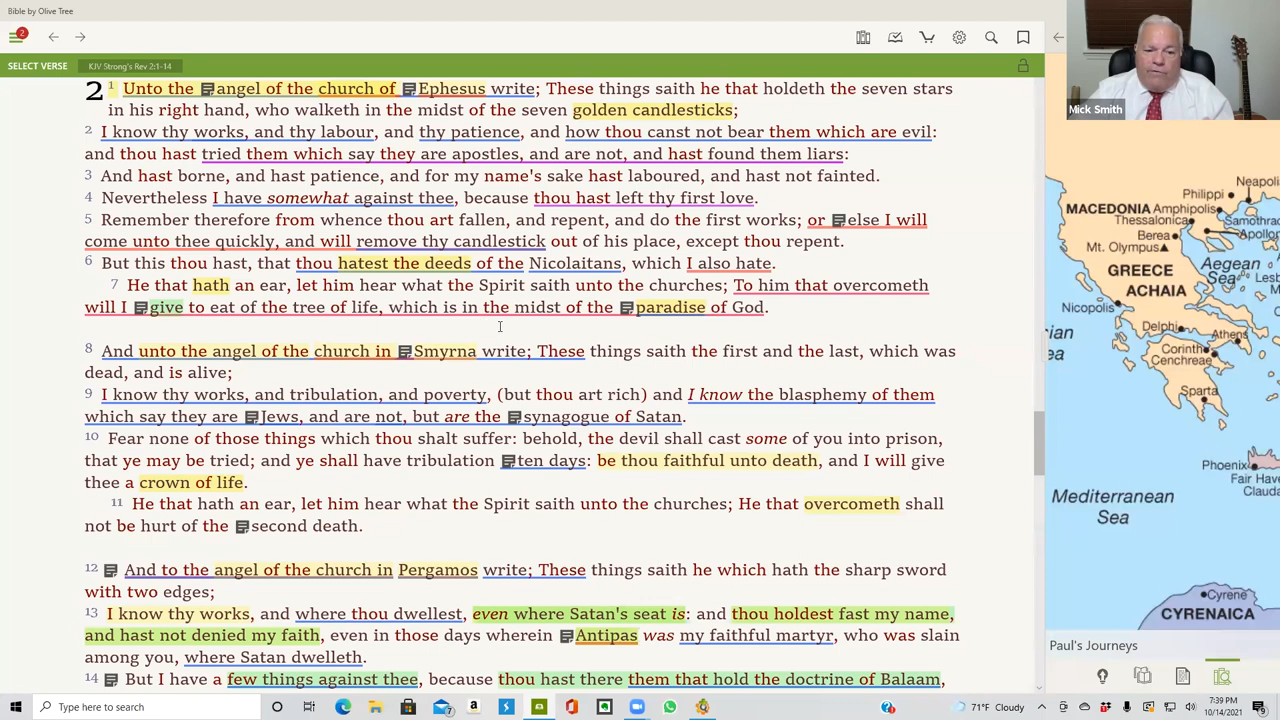 Bible by Olive Tree
2
SELECT VERSE
KJV Strong's Rev 2:1-14
2 1 Unto the angel of the church of Ephesus write; These things saith he that holdeth the seven stars
in his right hand, who walketh in the midst of the seven golden candlesticks;
2 I know thy works, and thy labour, and thy patience, and how thou canst not bear them which are evil:
and thou hast tried them which say they are apostles, and are not, and hast found them liars:
3 And hast borne, and hast patience, and for my name's sake hast laboured, and hast not fainted.
4 Nevertheless I have somewhat against thee, because thou hast left thy first love.
5 Remember therefore from whence thou art fallen, and repent, and do the first works; or else I will
come unto thee quickly, and will remove thy candlestick out of his place, except thou repent.
6 But this thou hast, that thou hatest the deeds of the Nicolaitans, which I also hate.
7 He that hath an ear, let him hear what the Spirit saith unto the churches; To him that overcometh
will I give to eat of the tree of life, which is in the midst of the paradise of God.
8 And unto the angel of the church in Smyrna write; These things saith the first and the last, which was
dead, and is alive;
9 I know thy works, and tribulation, and poverty, (but thou art rich) and I know the blasphemy of them
which say they are Jews, and are not, but are the synagogue of Satan.
10 Fear none of those things which thou shalt suffer: behold, the devil shall cast some of you into prison,
that ye may be tried; and ye shall have tribulation ten days: be thou faithful unto death, and I will give
thee a crown of life.
11 He that hath an ear, let him hear what the Spirit saith unto the churches; He that overcometh shall
not be hurt of the second death.
12 And to the angel of the church in Pergamos write; These things saith he which hath the sharp sword
with two edges;
13 I know thy works, and where thou dwellest, even where Satan's seat is: and thou holdest fast my name,
and hast not denied my faith, even in those days wherein Antipas was my faithful martyr, who was slain
among you, where Satan dwelleth.
14 But I have a few things against thee, because thou hast there them that hold the doctrine of Balaam,
Mick Smith
Neapol
Philippi
MACEDONIA
Amphipolis
Thessalonica
Samothra
Berea
Apollon
Mt. Olympus
Aegean
Sea
GREECE
ACHAIA
Nicopolis
Delphi
Athens
Corinth
Cenchreae
Sparta
ian
ea
Phoenix
Fair Have
Clauda
Mediterranean
Sea
Cyrene
CYRENAICA
Paul's Journeys
Type here to search
71°F Cloudy
7:39 PM
10/14/2021